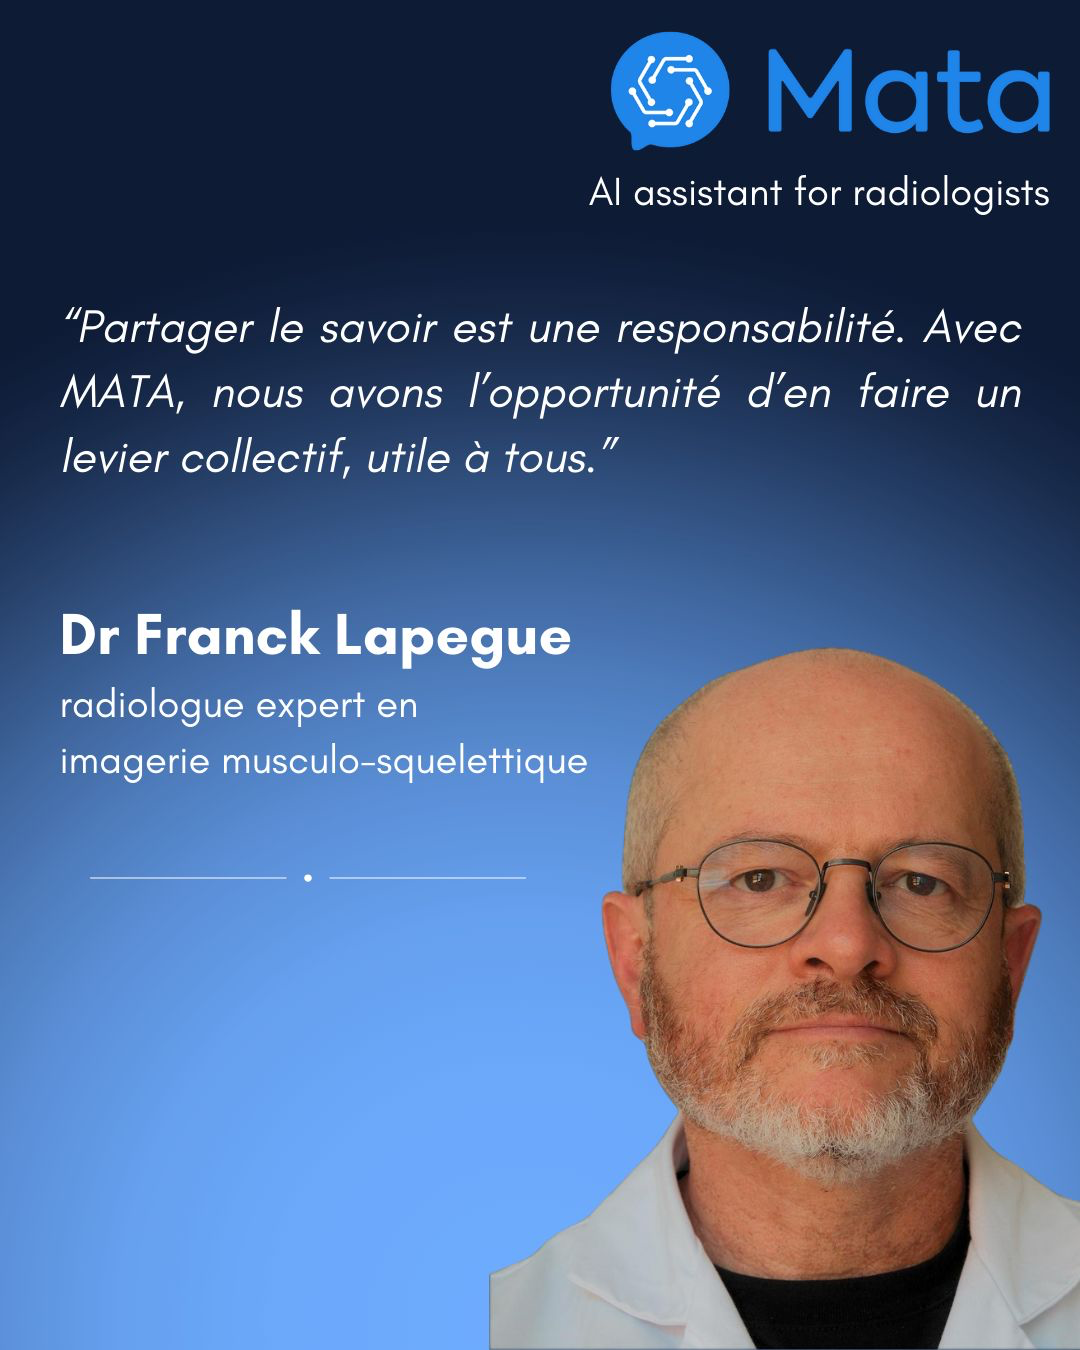 Mata
AI assistant for radiologists
“Partager le savoir est une responsabilité. Avec
MATA, nous avons l’opportunité d’en faire un
levier collectif, utile à tous.”
Dr Franck Lapegue
radiologue expert en
imagerie musculo-squelettique